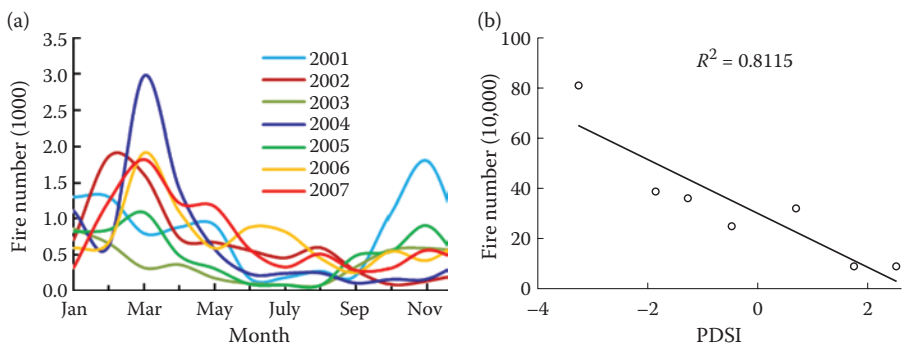 (a)
Fire number (1000)
3.5
3.0
2.5
2.0
1.5
1.0
0.5
0.0
Jan
Mar
May
July
Sep
Nov
Month
2001
2002
2003
2004
2005
2006
2007
(b)
Fire number (10,000)
100
80
60
40
20
0
−4
−2
0
2
PDSI
R² = 0.8115